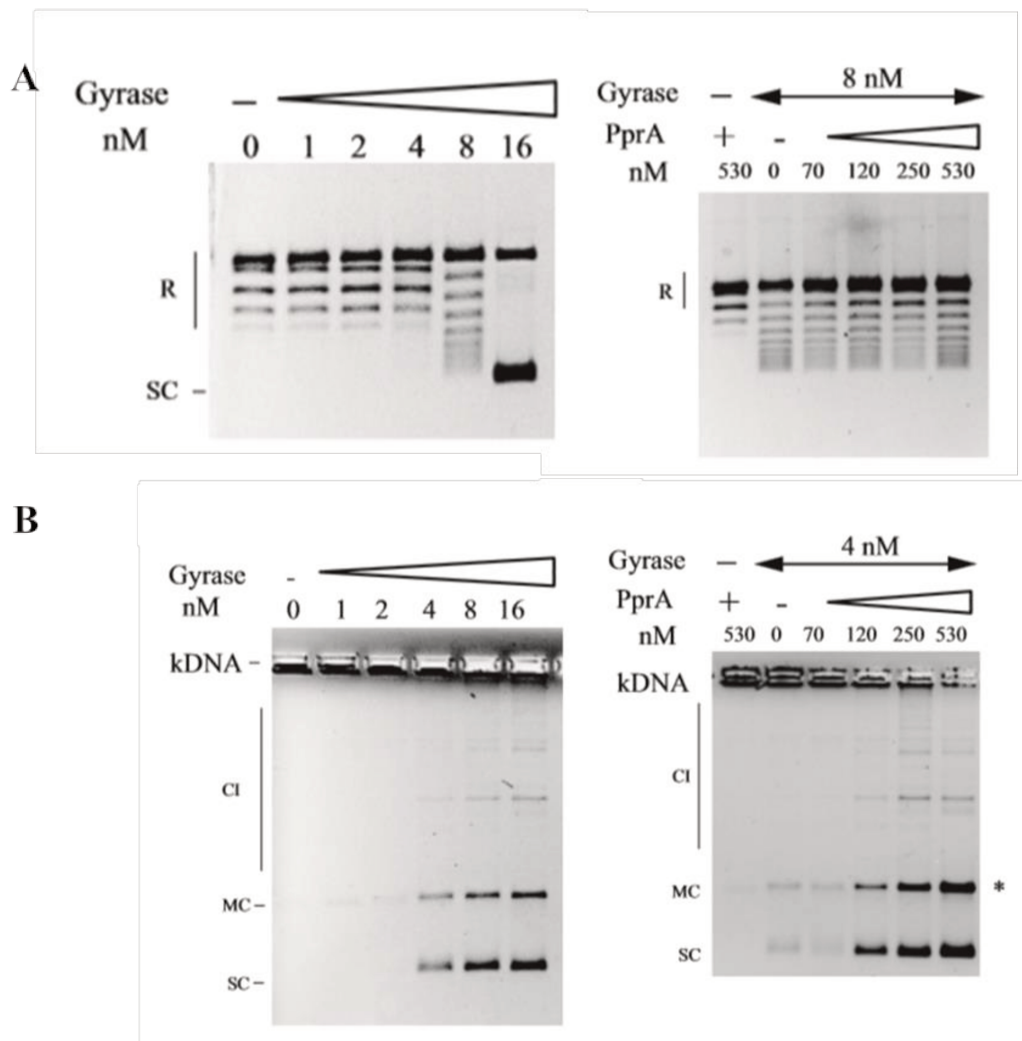 A
Gyrase –
nM 0 1 2 4 8 16
R
SC –
Gyrase – 8 nM
PprA + -
nM 530 0 70 120 250 530
R
B
Gyrase -
nM 0 1 2 4 8 16
kDNA –
CI
MC –
SC –
Gyrase – 4 nM
PprA + -
nM 530 0 70 120 250 530
kDNA
CI
MC *
SC